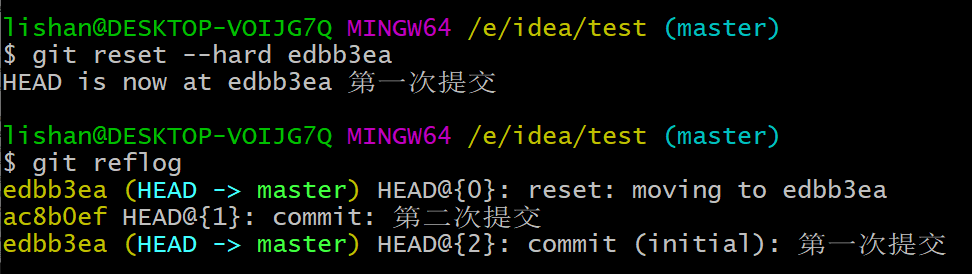 lishan@DESKTOP-VOIJG7Q MINGW64 /e/idea/test (master)
$ git reset --hard edbb3ea
HEAD is now at edbb3ea 第一次提交
lishan@DESKTOP-VOIJG7Q MINGW64 /e/idea/test (master)
$ git reflog
edbb3ea (HEAD -> master) HEAD@{0}: reset: moving to edbb3ea
ac8b0ef HEAD@{1}: commit: 第二次提交
edbb3ea (HEAD -> master) HEAD@{2}: commit (initial): 第一次提交